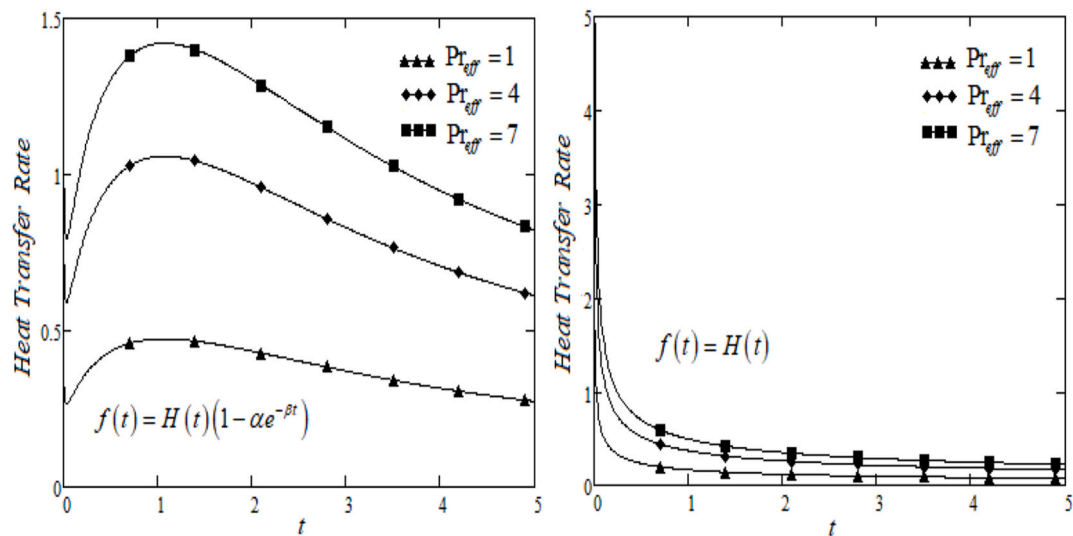 1.5
1
0.5
0
Heat Transfer Rate
Pr_eff = 1
Pr_eff = 4
Pr_eff = 7
f(t) = H(t)(1 − αe^{−βt})
0 1 2 3 4 5
t
5
4
3
2
1
0
Heat Transfer Rate
Pr_eff = 1
Pr_eff = 4
Pr_eff = 7
f(t) = H(t)
0 1 2 3 4 5
t